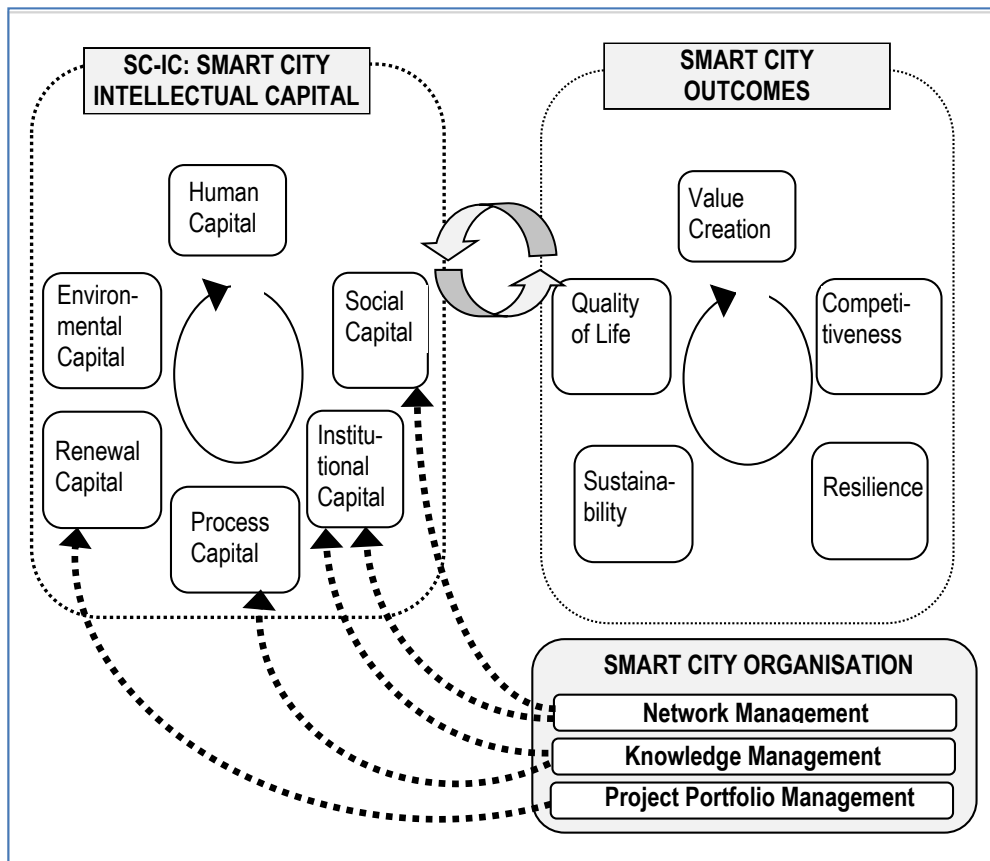 SC-IC: SMART CITY
INTELLECTUAL CAPITAL
Human
Capital
Environ-
mental
Capital
Social
Capital
Renewal
Capital
Institu-
tional
Capital
Process
Capital
SMART CITY
OUTCOMES
Value
Creation
Quality
of Life
Competi-
tiveness
Sustaina-
bility
Resilience
SMART CITY ORGANISATION
Network Management
Knowledge Management
Project Portfolio Management